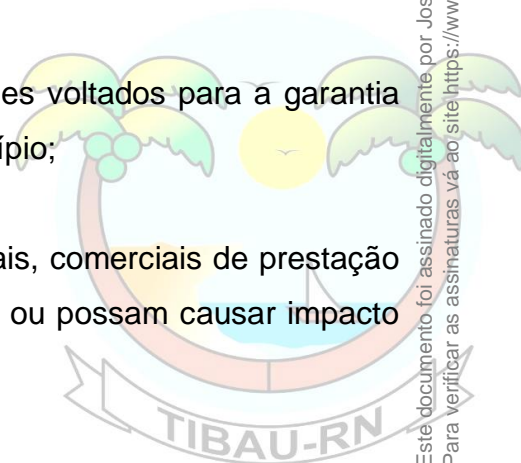 es voltados para a garantia
ípio;
ais, comerciais de prestação
ou possam causar impacto
TIBAU-RN
Este documento foi assinado digitalmente por Jos
Para verificar as assinaturas vá ao site https://ww